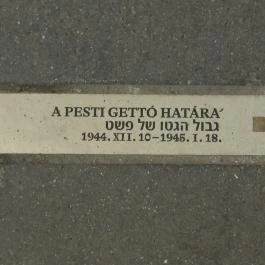 A PESTI GETTÓ HATÁRA
גבול הגטו של פשט
1944. XII. 10–1945. I. 18.